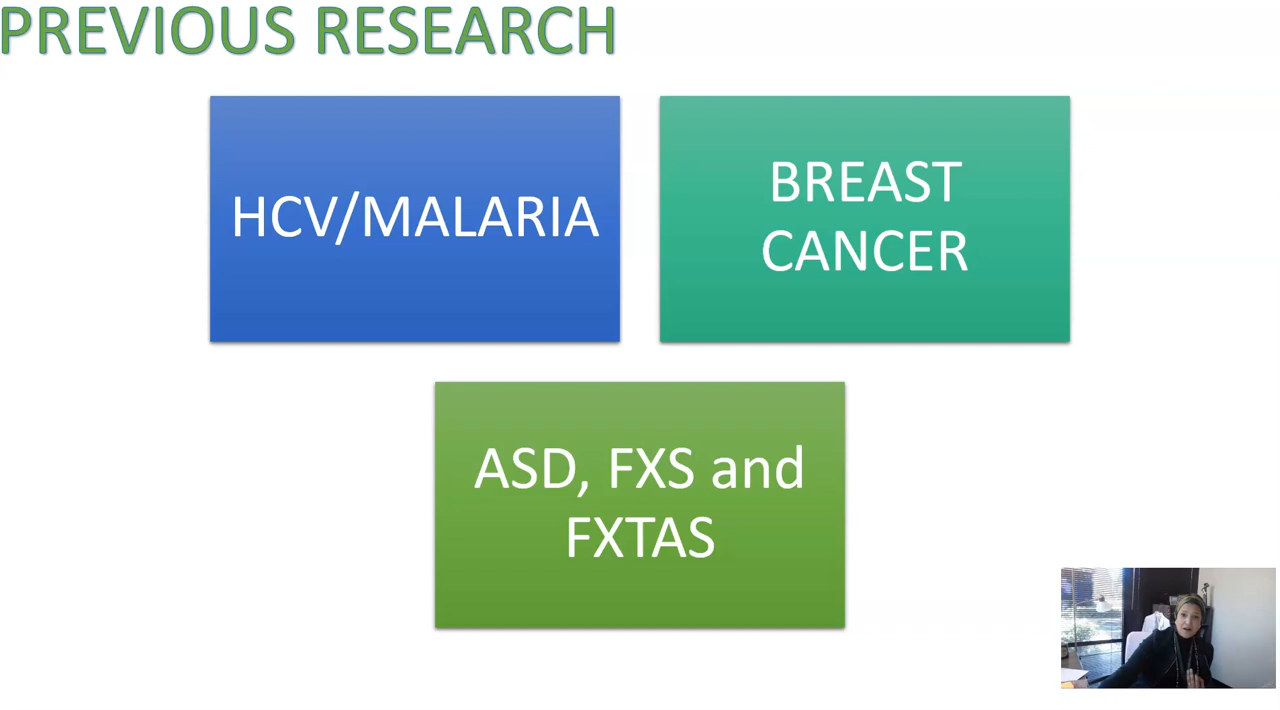 PREVIOUS RESEARCH
HCV/MALARIA
BREAST
CANCER
ASD, FXS and
FXTAS